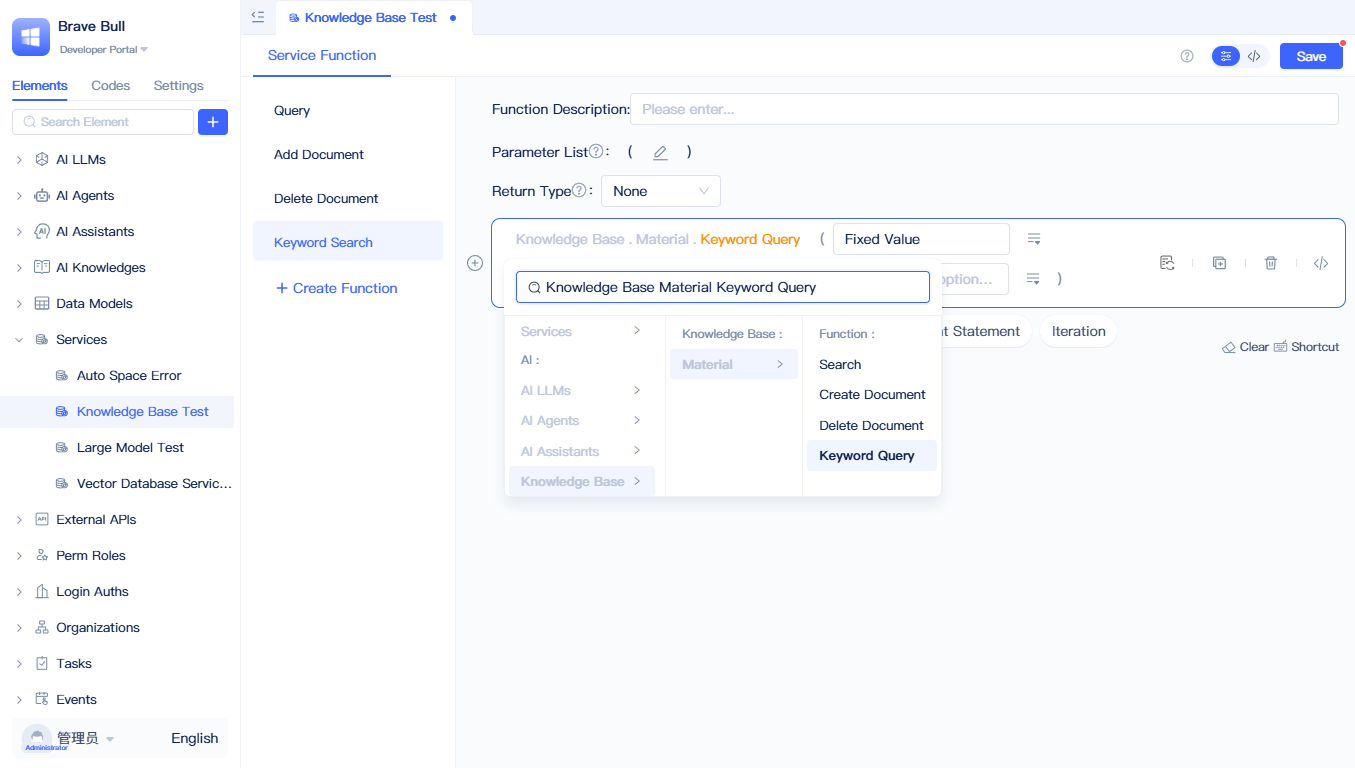 Brave Bull
Developer Portal
Elements Codes Settings
Search Element
AI LLMs
AI Agents
AI Assistants
AI Knowledges
Data Models
Services
Auto Space Error
Knowledge Base Test
Large Model Test
Vector Database Servic...
External APIs
Perm Roles
Login Auths
Organizations
Tasks
Events
管理员
Administrator
English
Knowledge Base Test
Service Function
Save
Query
Add Document
Delete Document
Keyword Search
Create Function
Function Description: Please enter...
Parameter List : ( )
Return Type : None
Knowledge Base . Material . Keyword Query ( Fixed Value
option... )
Knowledge Base Material Keyword Query
Services
AI :
AI LLMs
AI Agents
AI Assistants
Knowledge Base
Knowledge Base :
Material
Function :
Search
Create Document
Delete Document
Keyword Query
Statement
Iteration
Clear Shortcut